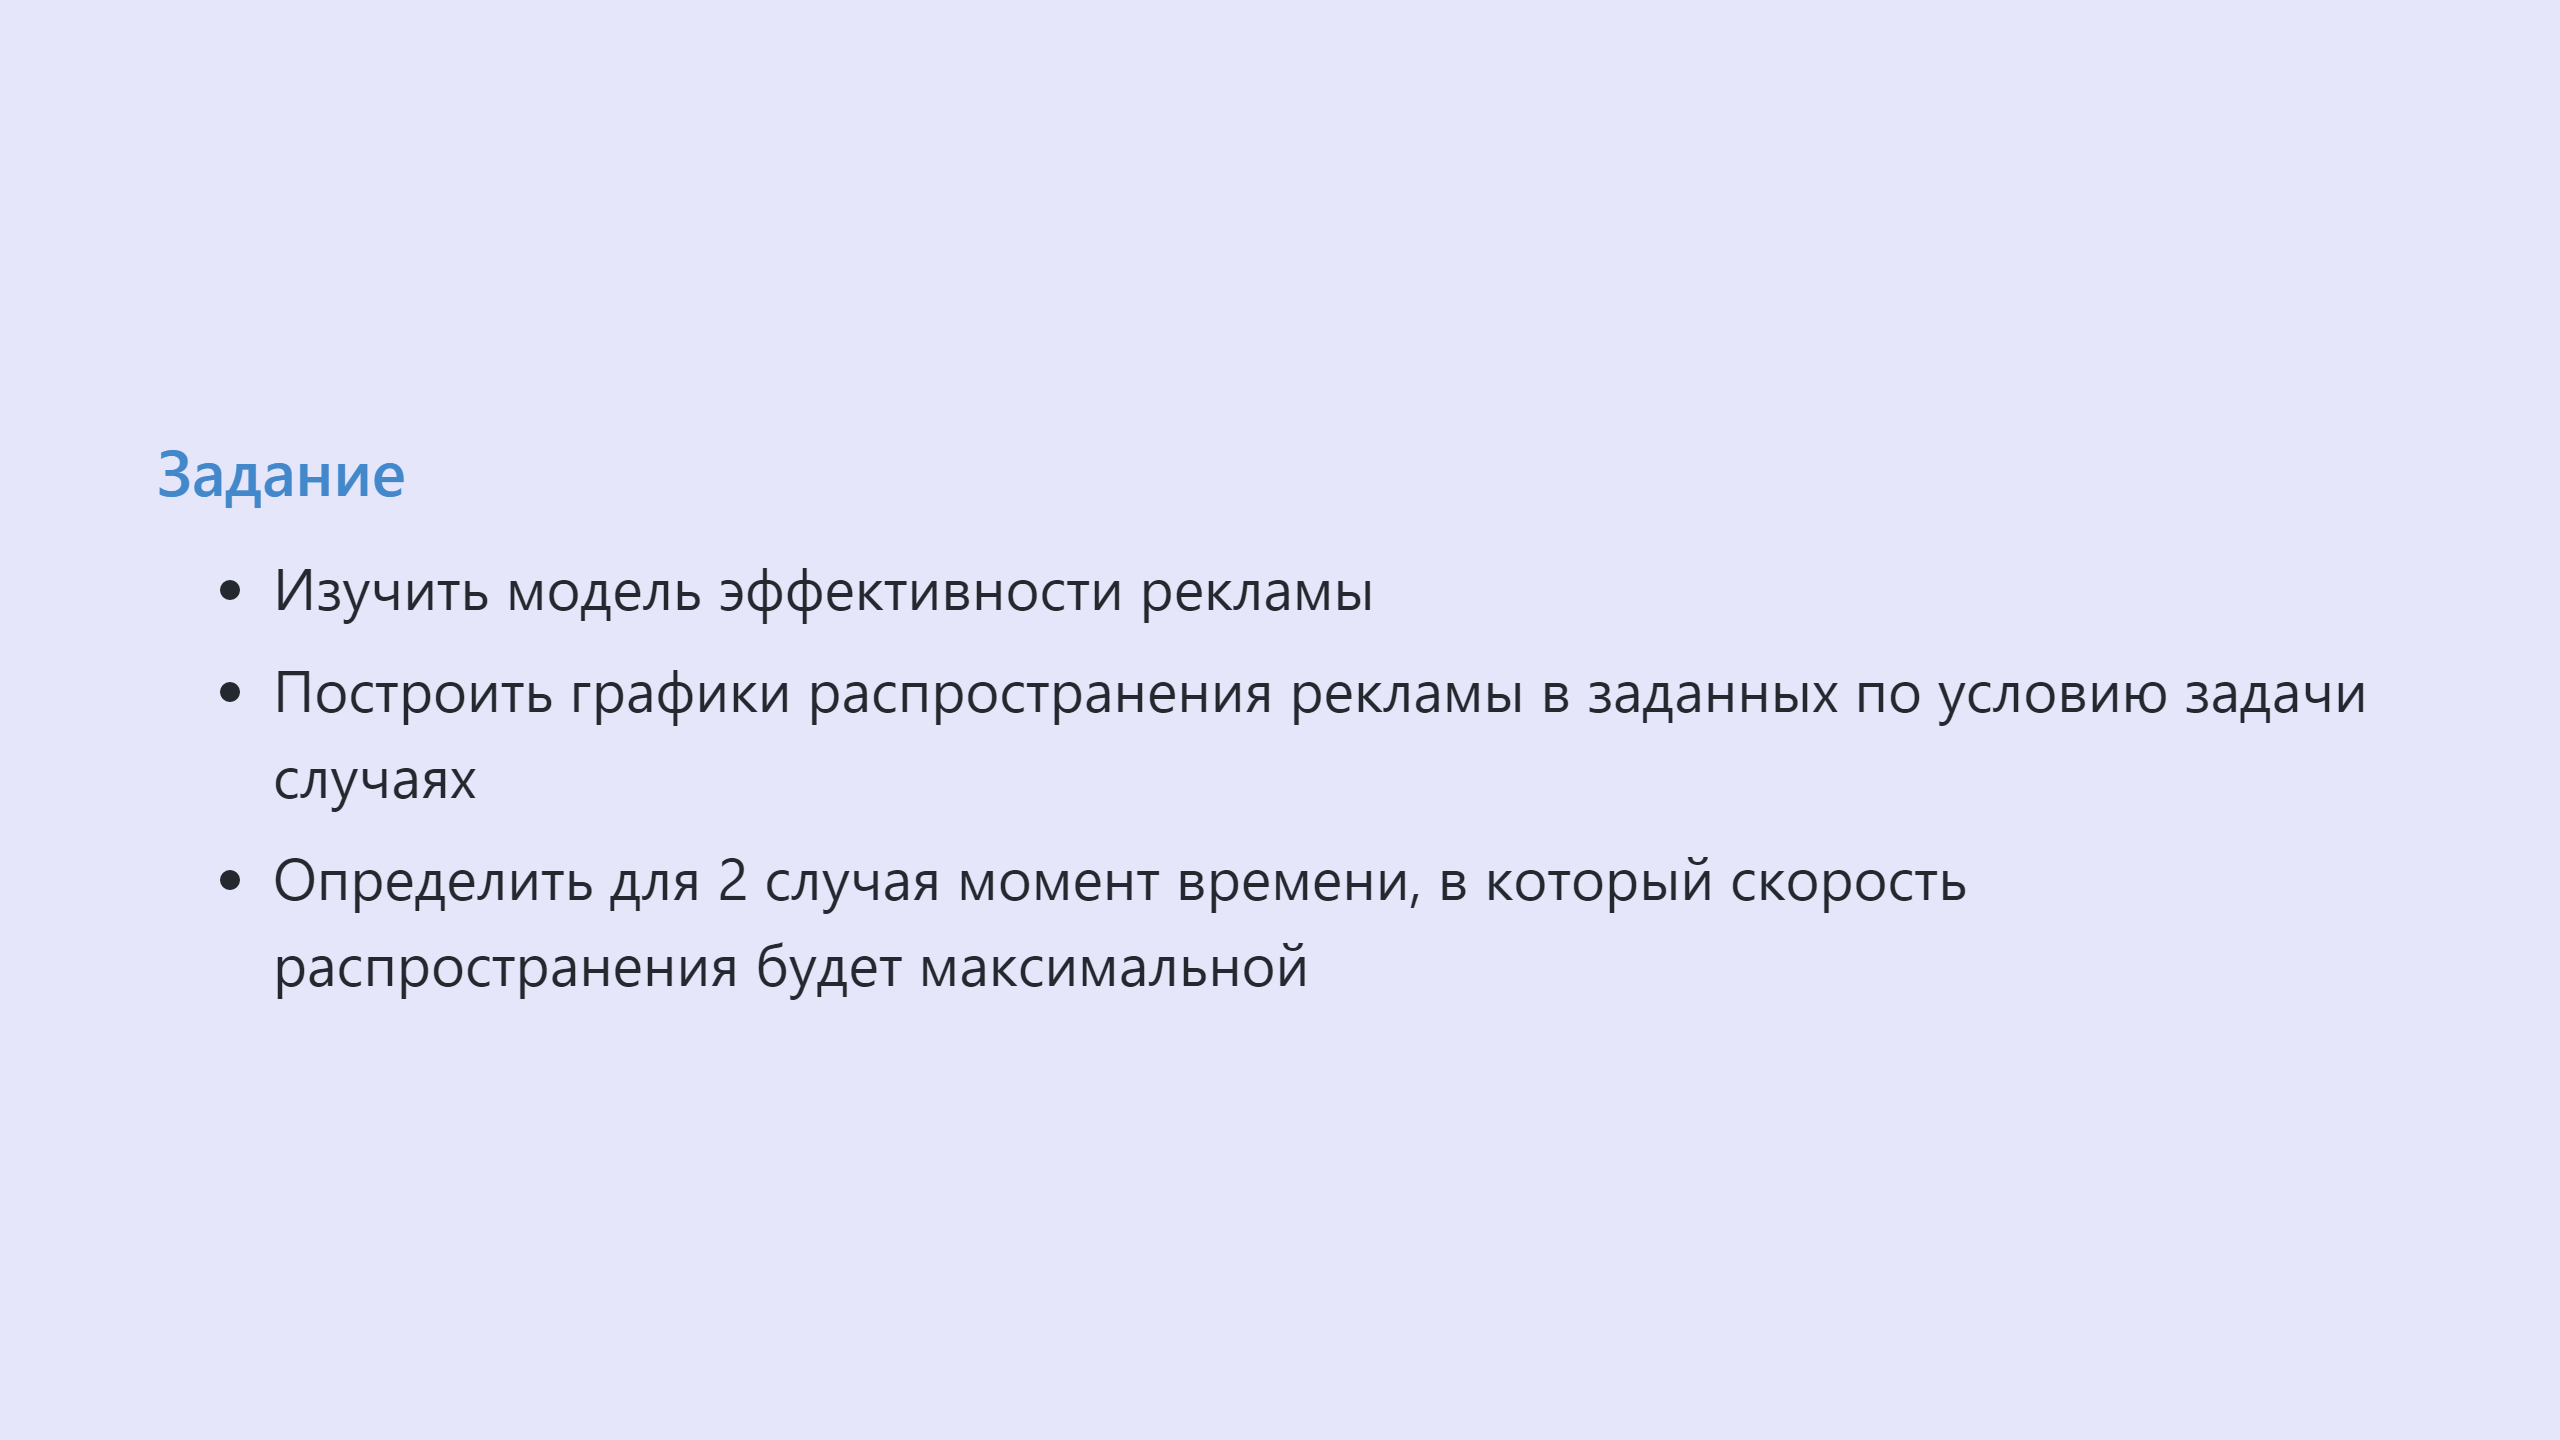 Задание
• Изучить модель эффективности рекламы
• Построить графики распространения рекламы в заданных по условию задачи
случаях
• Определить для 2 случая момент времени, в который скорость
распространения будет максимальной